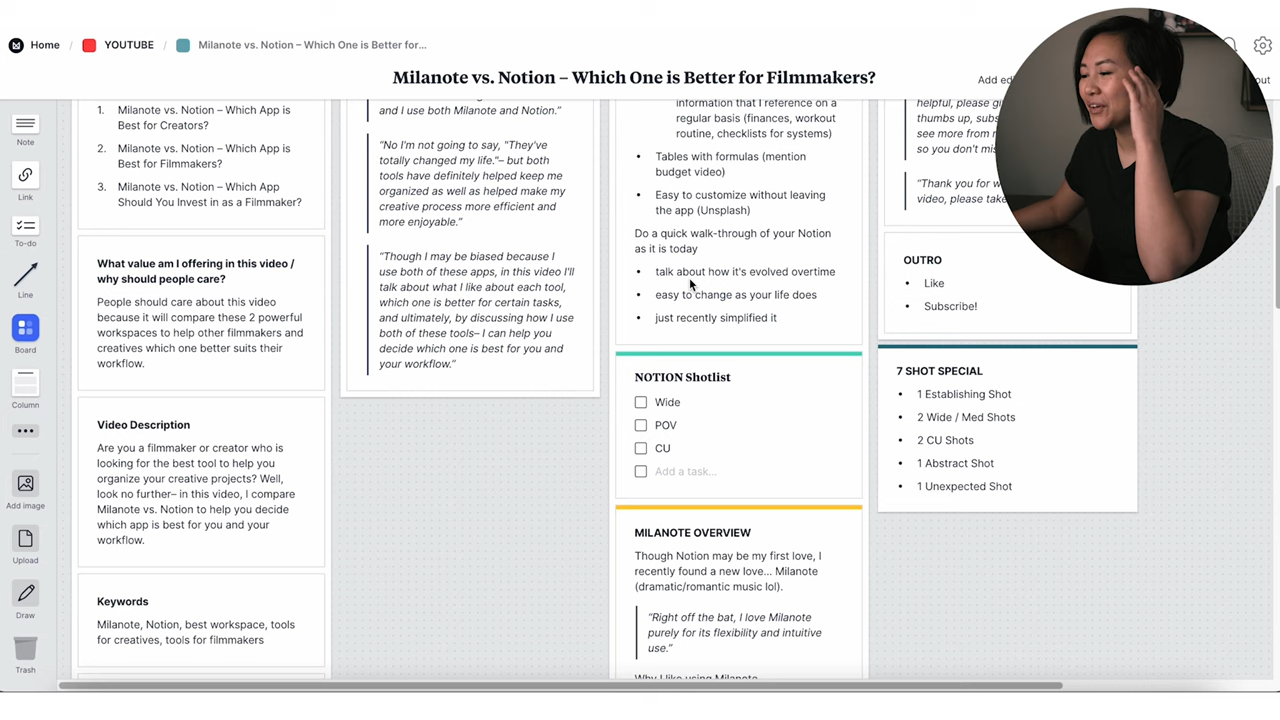 Home / YOUTUBE / Milanote vs. Notion – Which One is Better for...
Milanote vs. Notion – Which One is Better for Filmmakers?
Note
Link
To-do
Line
Board
Column
Add image
Upload
Draw
Trash
1. Milanote vs. Notion – Which App is
Best for Creators?
2. Milanote vs. Notion – Which App is
Best for Filmmakers?
3. Milanote vs. Notion – Which App
Should You Invest in as a Filmmaker?
What value am I offering in this video /
why should people care?
People should care about this video
because it will compare these 2 powerful
workspaces to help other filmmakers and
creatives which one better suits their
workflow.
Video Description
Are you a filmmaker or creator who is
looking for the best tool to help you
organize your creative projects? Well,
look no further– in this video, I compare
Milanote vs. Notion to help you decide
which app is best for you and your
workflow.
Keywords
Milanote, Notion, best workspace, tools
for creatives, tools for filmmakers
and I use both Milanote and Notion.”
“No I'm not going to say, "They've
totally changed my life.”– but both
tools have definitely helped keep me
organized as well as helped make my
creative process more efficient and
more enjoyable.”
“Though I may be biased because I
use both of these apps, in this video I'll
talk about what I like about each tool,
which one is better for certain tasks,
and ultimately, by discussing how I use
both of these tools– I can help you
decide which one is best for you and
your workflow.”
information that I reference on a
regular basis (finances, workout
routine, checklists for systems)
• Tables with formulas (mention
budget video)
• Easy to customize without leaving
the app (Unsplash)
Do a quick walk-through of your Notion
as it is today
• talk about how it's evolved overtime
• easy to change as your life does
• just recently simplified it
NOTION Shotlist
Wide
POV
CU
Add a task...
MILANOTE OVERVIEW
Though Notion may be my first love, I
recently found a new love... Milanote
(dramatic/romantic music lol).
“Right off the bat, I love Milanote
purely for its flexibility and intuitive
use.”
Why I like using Milanote
Add
helpful, please
thumbs up,
see more from
so you don't
“Thank you for
video, please
OUTRO
• Like
• Subscribe!
7 SHOT SPECIAL
• 1 Establishing Shot
• 2 Wide / Med Shots
• 2 CU Shots
• 1 Abstract Shot
• 1 Unexpected Shot